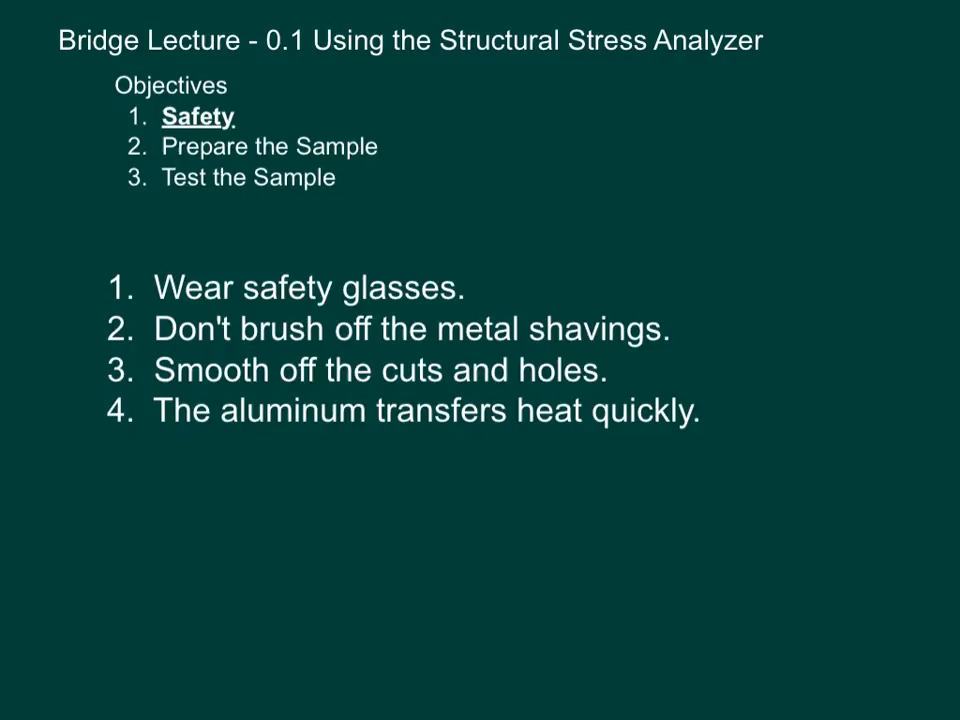 Bridge Lecture - 0.1 Using the Structural Stress Analyzer
Objectives
1. Safety
2. Prepare the Sample
3. Test the Sample
1. Wear safety glasses.
2. Don't brush off the metal shavings.
3. Smooth off the cuts and holes.
4. The aluminum transfers heat quickly.